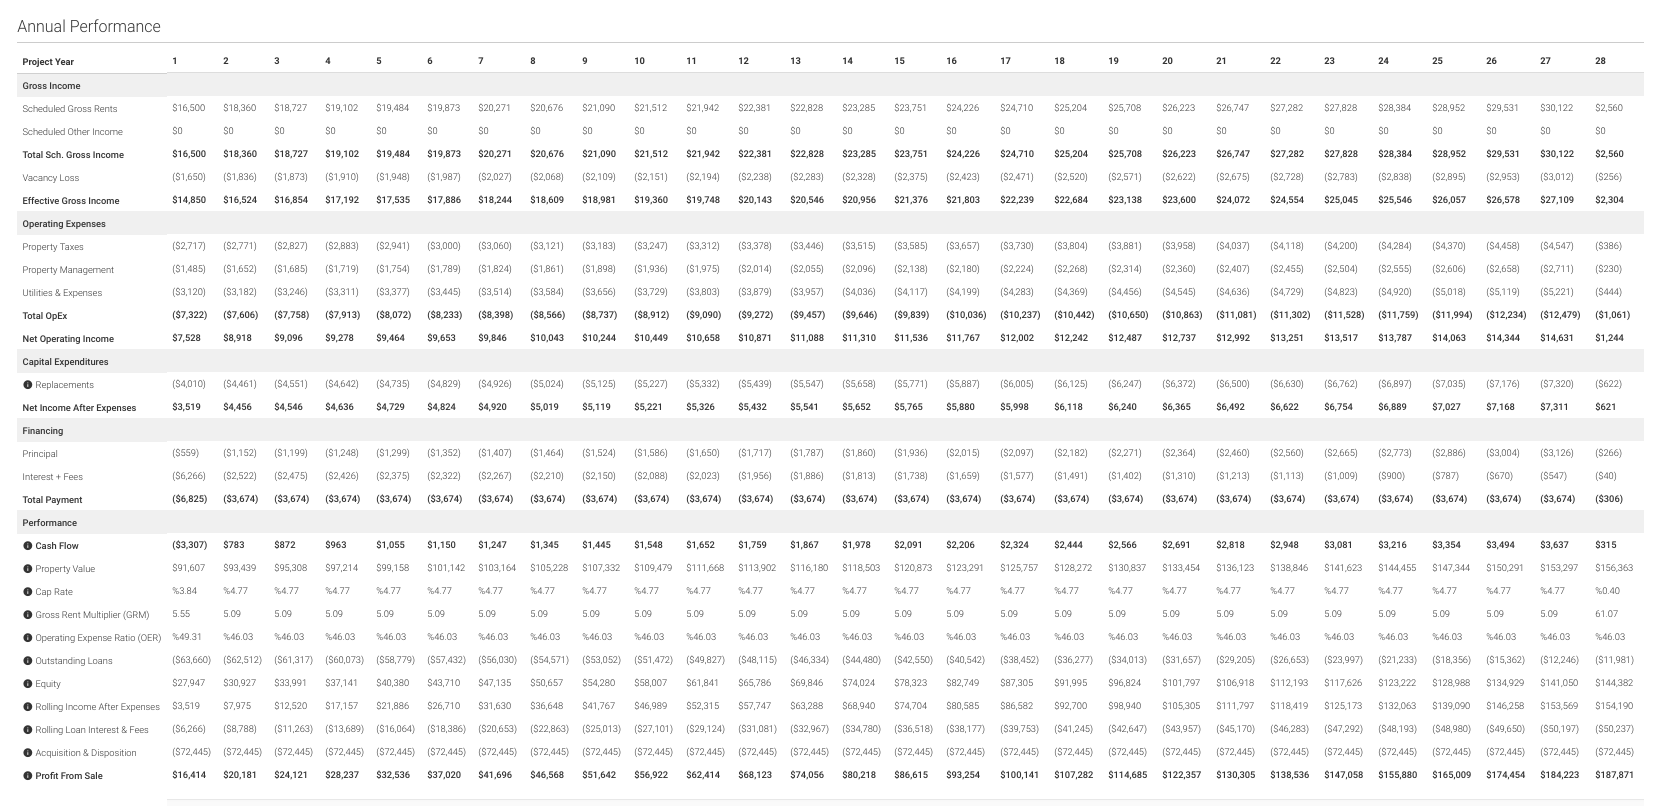 Annual Performance
Project Year 1 2 3 4 5 6 7 8 9 10 11 12 13 14 15 16 17 18 19 20 21 22 23 24 25 26 27 28
Gross Income
Scheduled Gross Rents $16,500 $18,360 $18,727 $19,102 $19,484 $19,873 $20,271 $20,676 $21,090 $21,512 $21,942 $22,381 $22,828 $23,285 $23,751 $24,226 $24,710 $25,204 $25,708 $26,223 $26,747 $27,282 $27,828 $28,384 $28,952 $29,531 $30,122 $2,560
Scheduled Other Income $0 $0 $0 $0 $0 $0 $0 $0 $0 $0 $0 $0 $0 $0 $0 $0 $0 $0 $0 $0 $0 $0 $0 $0 $0 $0 $0 $0
Total Sch. Gross Income $16,500 $18,360 $18,727 $19,102 $19,484 $19,873 $20,271 $20,676 $21,090 $21,512 $21,942 $22,381 $22,828 $23,285 $23,751 $24,226 $24,710 $25,204 $25,708 $26,223 $26,747 $27,282 $27,828 $28,384 $28,952 $29,531 $30,122 $2,560
Vacancy Loss ($1,650) ($1,836) ($1,873) ($1,910) ($1,948) ($1,987) ($2,027) ($2,068) ($2,109) ($2,151) ($2,194) ($2,238) ($2,283) ($2,328) ($2,375) ($2,423) ($2,471) ($2,520) ($2,571) ($2,622) ($2,675) ($2,728) ($2,783) ($2,838) ($2,895) ($2,953) ($3,012) ($256)
Effective Gross Income $14,850 $16,524 $16,854 $17,192 $17,535 $17,886 $18,244 $18,609 $18,981 $19,360 $19,748 $20,143 $20,546 $20,956 $21,376 $21,803 $22,239 $22,684 $23,138 $23,600 $24,072 $24,554 $25,045 $25,546 $26,057 $26,578 $27,109 $2,304
Operating Expenses
Property Taxes ($2,717) ($2,771) ($2,827) ($2,883) ($2,941) ($3,000) ($3,060) ($3,121) ($3,183) ($3,247) ($3,312) ($3,378) ($3,446) ($3,515) ($3,585) ($3,657) ($3,730) ($3,804) ($3,881) ($3,958) ($4,037) ($4,118) ($4,200) ($4,284) ($4,370) ($4,458) ($4,547) ($386)
Property Management ($1,485) ($1,652) ($1,685) ($1,719) ($1,754) ($1,789) ($1,824) ($1,861) ($1,898) ($1,936) ($1,975) ($2,014) ($2,055) ($2,096) ($2,138) ($2,180) ($2,224) ($2,268) ($2,314) ($2,360) ($2,407) ($2,455) ($2,504) ($2,555) ($2,606) ($2,658) ($2,711) ($230)
Utilities & Expenses ($3,120) ($3,182) ($3,246) ($3,311) ($3,377) ($3,445) ($3,514) ($3,584) ($3,656) ($3,729) ($3,803) ($3,879) ($3,957) ($4,036) ($4,117) ($4,199) ($4,283) ($4,369) ($4,456) ($4,545) ($4,636) ($4,729) ($4,823) ($4,920) ($5,018) ($5,119) ($5,221) ($444)
Total OpEx ($7,322) ($7,606) ($7,758) ($7,913) ($8,072) ($8,233) ($8,398) ($8,566) ($8,737) ($8,912) ($9,090) ($9,272) ($9,457) ($9,646) ($9,839) ($10,036) ($10,237) ($10,442) ($10,650) ($10,863) ($11,081) ($11,302) ($11,528) ($11,759) ($11,994) ($12,234) ($12,479) ($1,061)
Net Operating Income $7,528 $8,918 $9,096 $9,278 $9,464 $9,653 $9,846 $10,043 $10,244 $10,449 $10,658 $10,871 $11,088 $11,310 $11,536 $11,767 $12,002 $12,242 $12,487 $12,737 $12,992 $13,251 $13,517 $13,787 $14,063 $14,344 $14,631 $1,244
Capital Expenditures
Replacements ($4,010) ($4,461) ($4,551) ($4,642) ($4,735) ($4,829) ($4,926) ($5,024) ($5,125) ($5,227) ($5,332) ($5,439) ($5,547) ($5,658) ($5,771) ($5,887) ($6,005) ($6,125) ($6,247) ($6,372) ($6,500) ($6,630) ($6,762) ($6,897) ($7,035) ($7,176) ($7,320) ($622)
Net Income After Expenses $3,519 $4,456 $4,546 $4,636 $4,729 $4,824 $4,920 $5,019 $5,119 $5,221 $5,326 $5,432 $5,541 $5,652 $5,765 $5,880 $5,998 $6,118 $6,240 $6,365 $6,492 $6,622 $6,754 $6,889 $7,027 $7,168 $7,311 $621
Financing
Principal ($559) ($1,152) ($1,199) ($1,248) ($1,299) ($1,352) ($1,407) ($1,464) ($1,524) ($1,586) ($1,650) ($1,717) ($1,787) ($1,860) ($1,936) ($2,015) ($2,097) ($2,182) ($2,271) ($2,364) ($2,460) ($2,560) ($2,665) ($2,773) ($2,886) ($3,004) ($3,126) ($266)
Interest + Fees ($6,266) ($2,522) ($2,475) ($2,426) ($2,375) ($2,322) ($2,267) ($2,210) ($2,150) ($2,088) ($2,023) ($1,956) ($1,886) ($1,813) ($1,738) ($1,659) ($1,577) ($1,491) ($1,402) ($1,310) ($1,213) ($1,113) ($1,009) ($900) ($787) ($670) ($547) ($40)
Total Payment ($6,825) ($3,674) ($3,674) ($3,674) ($3,674) ($3,674) ($3,674) ($3,674) ($3,674) ($3,674) ($3,674) ($3,674) ($3,674) ($3,674) ($3,674) ($3,674) ($3,674) ($3,674) ($3,674) ($3,674) ($3,674) ($3,674) ($3,674) ($3,674) ($3,674) ($3,674) ($3,674) ($306)
Performance
Cash Flow ($3,307) $783 $872 $963 $1,055 $1,150 $1,247 $1,345 $1,445 $1,548 $1,652 $1,759 $1,867 $1,978 $2,091 $2,206 $2,324 $2,444 $2,566 $2,691 $2,818 $2,948 $3,081 $3,216 $3,354 $3,494 $3,637 $315
Property Value $91,607 $93,439 $95,308 $97,214 $99,158 $101,142 $103,164 $105,228 $107,332 $109,479 $111,668 $113,902 $116,180 $118,503 $120,873 $123,291 $125,757 $128,272 $130,837 $133,454 $136,123 $138,846 $141,623 $144,455 $147,344 $150,291 $153,297 $156,363
Cap Rate %3.84 %4.77 %4.77 %4.77 %4.77 %4.77 %4.77 %4.77 %4.77 %4.77 %4.77 %4.77 %4.77 %4.77 %4.77 %4.77 %4.77 %4.77 %4.77 %4.77 %4.77 %4.77 %4.77 %4.77 %4.77 %4.77 %4.77 %0.40
Gross Rent Multiplier (GRM) 5.55 5.09 5.09 5.09 5.09 5.09 5.09 5.09 5.09 5.09 5.09 5.09 5.09 5.09 5.09 5.09 5.09 5.09 5.09 5.09 5.09 5.09 5.09 5.09 5.09 5.09 5.09 61.07
Operating Expense Ratio (OER) %49.31 %46.03 %46.03 %46.03 %46.03 %46.03 %46.03 %46.03 %46.03 %46.03 %46.03 %46.03 %46.03 %46.03 %46.03 %46.03 %46.03 %46.03 %46.03 %46.03 %46.03 %46.03 %46.03 %46.03 %46.03 %46.03 %46.03 %46.03
Outstanding Loans ($63,660) ($62,512) ($61,317) ($60,073) ($58,779) ($57,432) ($56,030) ($54,571) ($53,052) ($51,472) ($49,827) ($48,115) ($46,334) ($44,480) ($42,550) ($40,542) ($38,452) ($36,277) ($34,013) ($31,657) ($29,205) ($26,653) ($23,997) ($21,233) ($18,356) ($15,362) ($12,246) ($11,981)
Equity $27,947 $30,927 $33,991 $37,141 $40,380 $43,710 $47,135 $50,657 $54,280 $58,007 $61,841 $65,786 $69,846 $74,024 $78,323 $82,749 $87,305 $91,995 $96,824 $101,797 $106,918 $112,193 $117,626 $123,222 $128,988 $134,929 $141,050 $144,382
Rolling Income After Expenses $3,519 $7,975 $12,520 $17,157 $21,886 $26,710 $31,630 $36,648 $41,767 $46,989 $52,315 $57,747 $63,288 $68,940 $74,704 $80,585 $86,582 $92,700 $98,940 $105,305 $111,797 $118,419 $125,173 $132,063 $139,090 $146,258 $153,569 $154,190
Rolling Loan Interest & Fees ($6,266) ($8,788) ($11,263) ($13,689) ($16,064) ($18,386) ($20,653) ($22,863) ($25,013) ($27,101) ($29,124) ($31,081) ($32,967) ($34,780) ($36,518) ($38,177) ($39,753) ($41,245) ($42,647) ($43,957) ($45,170) ($46,283) ($47,292) ($48,193) ($48,980) ($49,650) ($50,197) ($50,237)
Acquisition & Disposition ($72,445) ($72,445) ($72,445) ($72,445) ($72,445) ($72,445) ($72,445) ($72,445) ($72,445) ($72,445) ($72,445) ($72,445) ($72,445) ($72,445) ($72,445) ($72,445) ($72,445) ($72,445) ($72,445) ($72,445) ($72,445) ($72,445) ($72,445) ($72,445) ($72,445) ($72,445) ($72,445) ($72,445)
Profit From Sale $16,414 $20,181 $24,121 $28,237 $32,536 $37,020 $41,696 $46,568 $51,642 $56,922 $62,414 $68,123 $74,056 $80,218 $86,615 $93,254 $100,141 $107,282 $114,685 $122,357 $130,305 $138,536 $147,058 $155,880 $165,009 $174,454 $184,223 $187,871